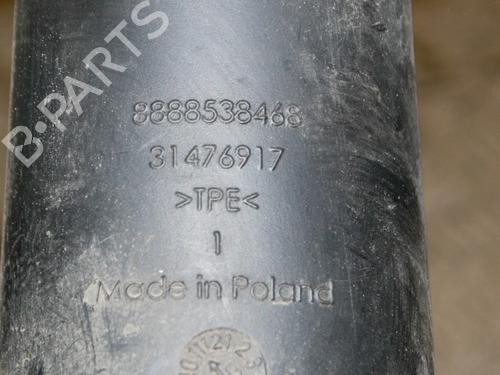 B·PARTS
8888538468
31476917
>TPE<
1
Made in Poland